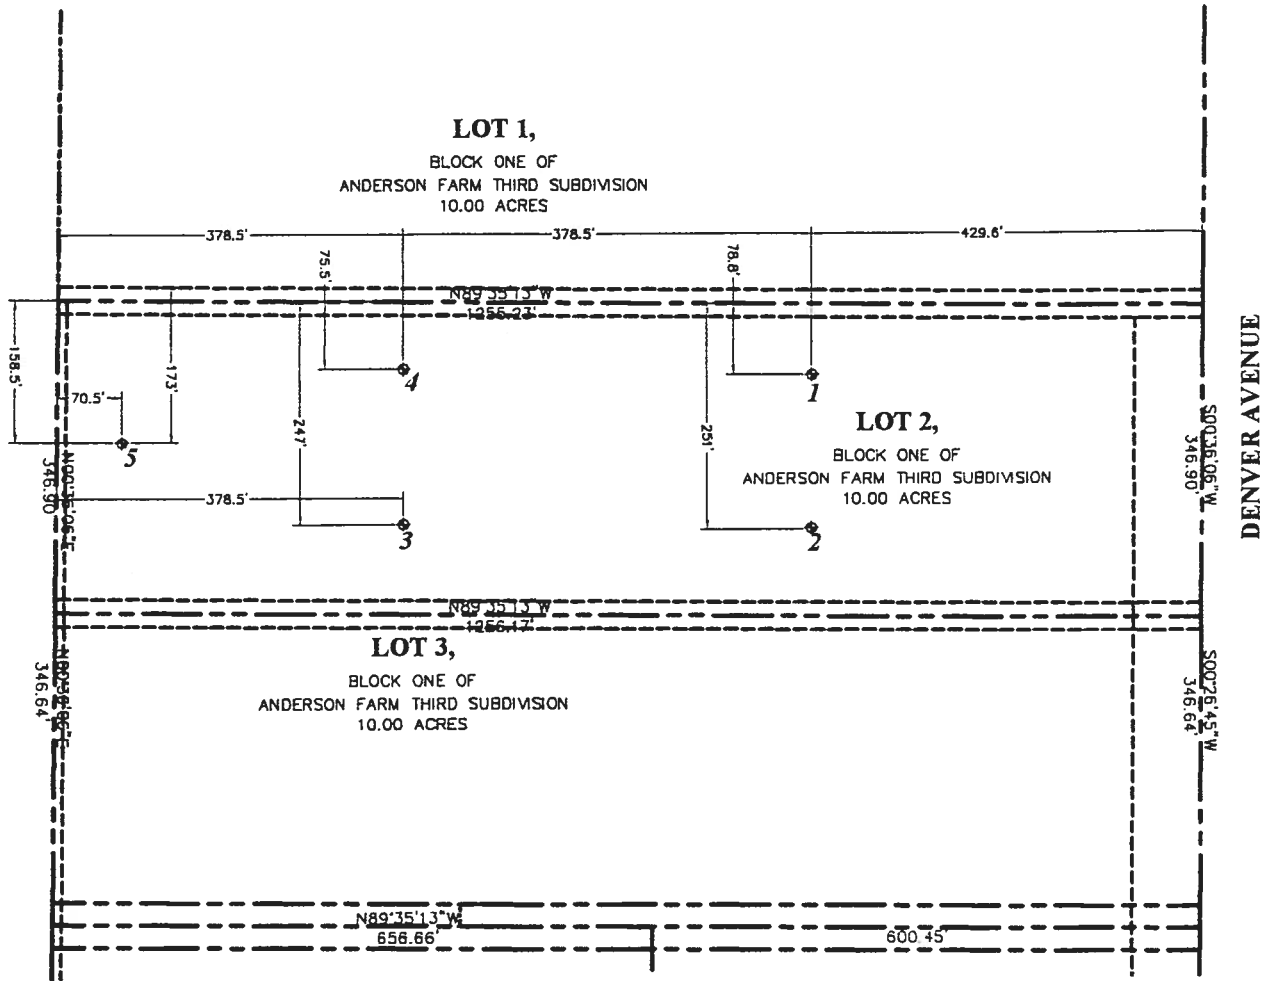 LOT 1,
BLOCK ONE OF
ANDERSON FARM THIRD SUBDIVISION
10.00 ACRES
378.5'
378.5'
429.6'
75.5'
78.8'
N89°35'13"W
1256.23'
158.5'
173'
70.5'
4
1
5
247'
251'
LOT 2,
BLOCK ONE OF
ANDERSON FARM THIRD SUBDIVISION
10.00 ACRES
N00°36'06"E
346.90'
S00°36'06"W
346.90'
DENVER AVENUE
378.5'
3
2
N89°35'13"W
1256.17'
LOT 3,
BLOCK ONE OF
ANDERSON FARM THIRD SUBDIVISION
10.00 ACRES
346.64'
S00°26'45"W
346.64'
N89°35'13"W
656.66'
600.45'